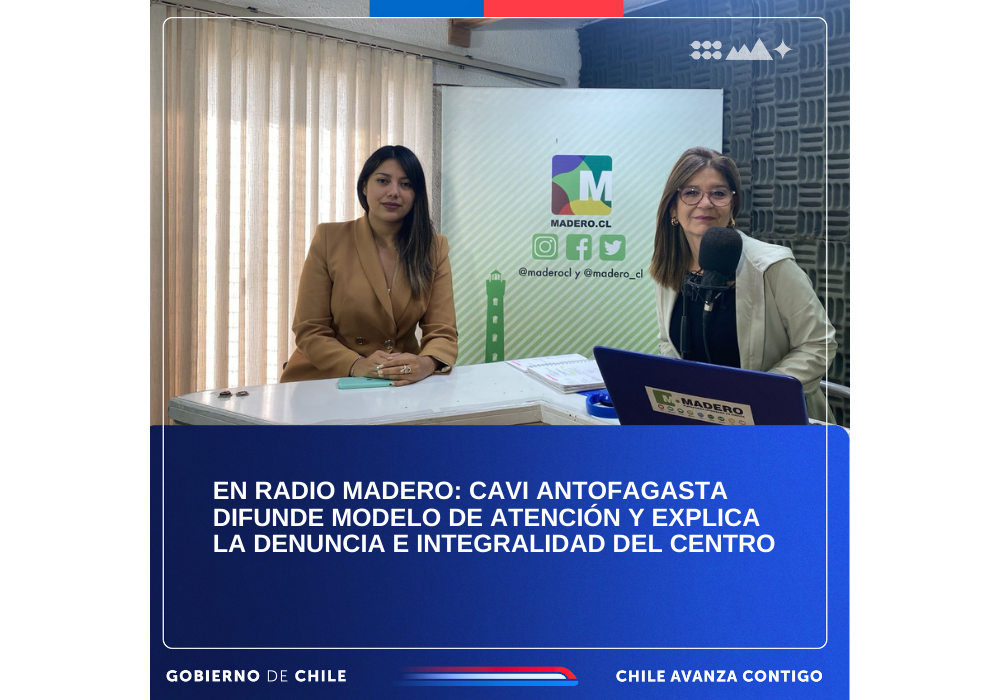 M
MADERO.CL
@maderocl y @madero_cl
M MADERO
EN RADIO MADERO: CAVI ANTOFAGASTA
DIFUNDE MODELO DE ATENCIÓN Y EXPLICA
LA DENUNCIA E INTEGRALIDAD DEL CENTRO
GOBIERNO DE CHILE
CHILE AVANZA CONTIGO